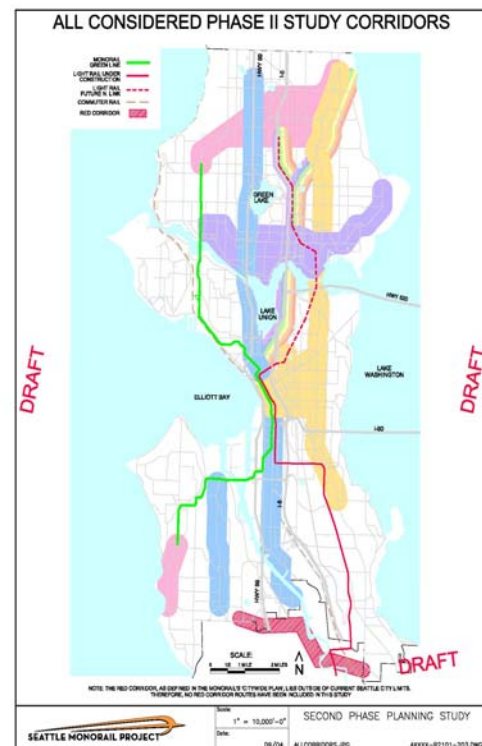 ALL CONSIDERED PHASE II STUDY CORRIDORS
MONORAIL
GREEN LINE
LIGHT RAIL UNDER
CONSTRUCTION
LIGHT RAIL
FUTURE N. LINK
COMMUTER RAIL
RED CORRIDOR
HWY 99
I-5
GREEN
LAKE
HWY 520
LAKE
UNION
DRAFT
DRAFT
LAKE
WASHINGTON
ELLIOTT BAY
I-90
I-5
HWY 99
SCALE:
N
DRAFT
NOTE: THE RED CORRIDOR, AS DEFINED IN THE MONORAIL'S CITYWIDE PLAN, LIES OUTSIDE OF CURRENT SEATTLE CITY LIMITS.
THEREFORE, NO RED CORRIDOR ROUTES HAVE BEEN INCLUDED IN THIS STUDY
SEATTLE MONORAIL PROJECT
Scale:
1" = 10,000'-0"
SECOND PHASE PLANNING STUDY
Date:
09/04